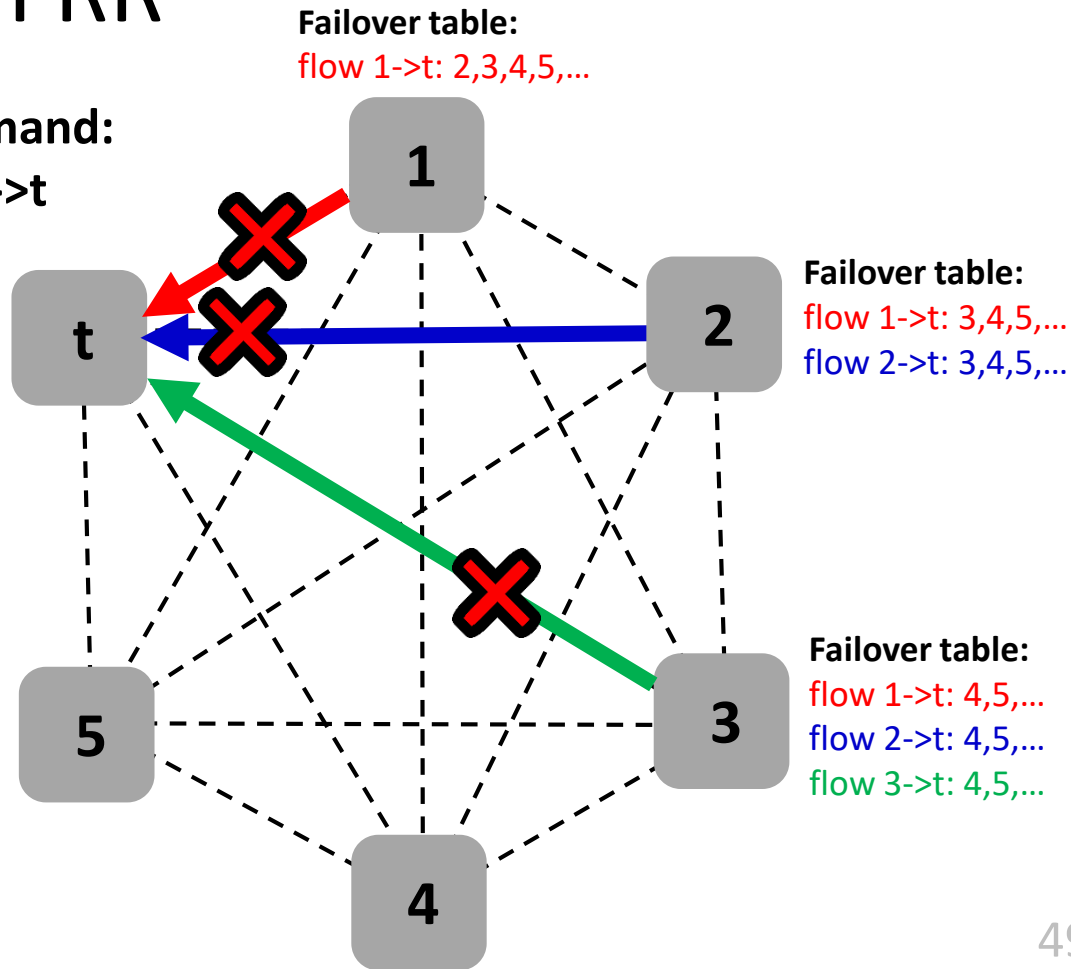 FRR
Failover table:
flow 1->t: 2,3,4,5,…
mand:
->t
1
t
2
Failover table:
flow 1->t: 3,4,5,…
flow 2->t: 3,4,5,…
5
3
Failover table:
flow 1->t: 4,5,…
flow 2->t: 4,5,…
flow 3->t: 4,5,…
4
49